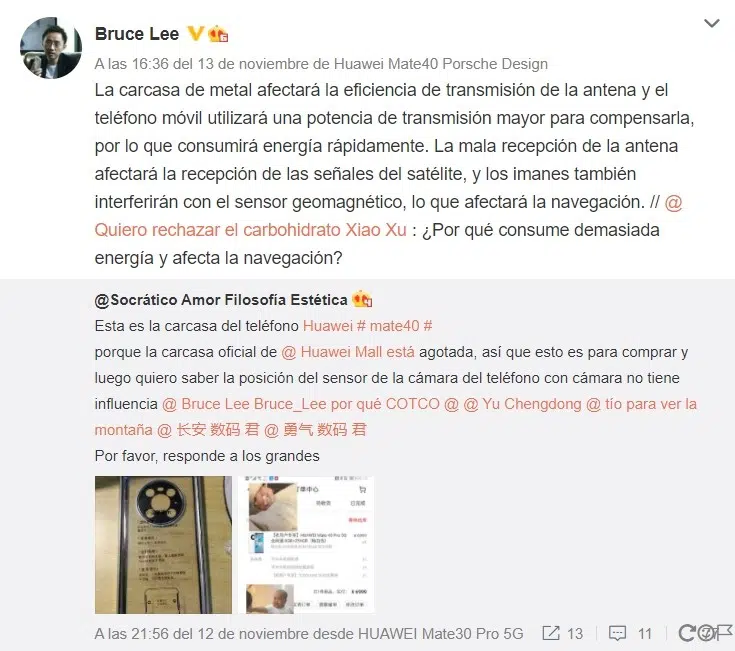 Bruce Lee
A las 16:36 del 13 de noviembre de Huawei Mate40 Porsche Design
La carcasa de metal afectará la eficiencia de transmisión de la antena y el
teléfono móvil utilizará una potencia de transmisión mayor para compensarla,
por lo que consumirá energía rápidamente. La mala recepción de la antena
afectará la recepción de las señales del satélite, y los imanes también
interferirán con el sensor geomagnético, lo que afectará la navegación. // @
Quiero rechazar el carbohidrato Xiao Xu : ¿Por qué consume demasiada
energía y afecta la navegación?
@Socrático Amor Filosofía Estética
Esta es la carcasa del teléfono Huawei # mate40 #
porque la carcasa oficial de @ Huawei Mall está agotada, así que esto es para comprar y
luego quiero saber la posición del sensor de la cámara del teléfono con cámara no tiene
influencia @ Bruce Lee Bruce_Lee por qué COTCO @ @ Yu Chengdong @ tío para ver la
montaña @ 长安 数码 君 @ 勇气 数码 君
Por favor, responde a los grandes
A las 21:56 del 12 de noviembre desde HUAWEI Mate30 Pro 5G
13
11